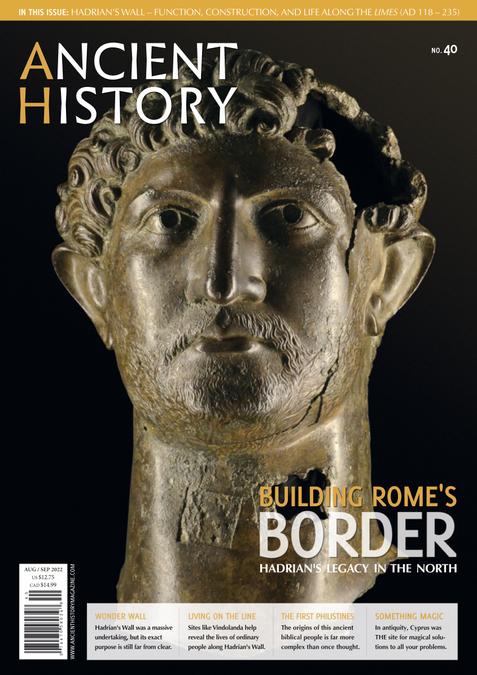 IN THIS ISSUE: HADRIAN'S WALL – FUNCTION, CONSTRUCTION, AND LIFE ALONG THE LIMES (AD 118 – 235)
ANCIENT
HISTORY
NO. 40
BUILDING ROME'S
BORDER
HADRIAN'S LEGACY IN THE NORTH
AUG / SEP 2022
US $12.75
CAD $14.99
WWW.ANCIENTHISTORYMAGAZINE.COM
WONDER WALL
Hadrian's Wall was a massive
undertaking, but its exact
purpose is still far from clear.
LIVING ON THE LINE
Sites like Vindolanda help
reveal the lives of ordinary
people along Hadrian's Wall.
THE FIRST PHILISTINES
The origins of this ancient
biblical people is far more
complex than once thought.
SOMETHING MAGIC
In antiquity, Cyprus was
THE site for magical solu-
tions to all your problems.